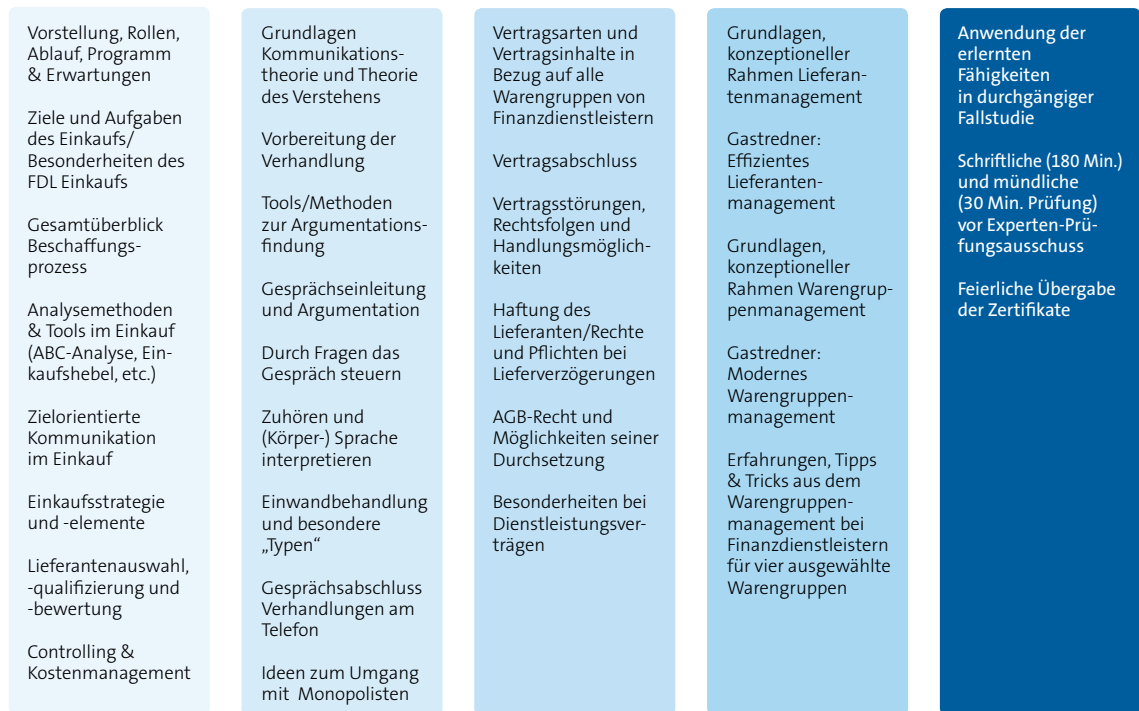 Vorstellung, Rollen,
Ablauf, Programm
& Erwartungen
Ziele und Aufgaben
des Einkaufs/
Besonderheiten des
FDL Einkaufs
Gesamtüberblick
Beschaffungs-
prozess
Analysemethoden
& Tools im Einkauf
(ABC-Analyse, Ein-
kaufshebel, etc.)
Zielorientierte
Kommunikation
im Einkauf
Einkaufsstrategie
und -elemente
Lieferantenauswahl,
-qualifizierung und
-bewertung
Controlling &
Kostenmanagement
Grundlagen
Kommunikations-
theorie und Theorie
des Verstehens
Vorbereitung der
Verhandlung
Tools/Methoden
zur Argumentations-
findung
Gesprächseinleitung
und Argumentation
Durch Fragen das
Gespräch steuern
Zuhören und
(Körper-) Sprache
interpretieren
Einwandbehandlung
und besondere
„Typen“
Gesprächsabschluss
Verhandlungen am
Telefon
Ideen zum Umgang
mit Monopolisten
Vertragsarten und
Vertragsinhalte in
Bezug auf alle
Warengruppen von
Finanzdienstleistern
Vertragsabschluss
Vertragsstörungen,
Rechtsfolgen und
Handlungsmöglich-
keiten
Haftung des
Lieferanten/Rechte
und Pflichten bei
Lieferverzögerungen
AGB-Recht und
Möglichkeiten seiner
Durchsetzung
Besonderheiten bei
Dienstleistungsver-
trägen
Grundlagen,
konzeptioneller
Rahmen Lieferan-
tenmanagement
Gastredner:
Effizientes
Lieferanten-
management
Grundlagen,
konzeptioneller
Rahmen Warengrup-
penmanagement
Gastredner:
Modernes
Warengruppen-
management
Erfahrungen, Tipps
& Tricks aus dem
Warengruppen-
management bei
Finanzdienstleistern
für vier ausgewählte
Warengruppen
Anwendung der
erlernten
Fähigkeiten
in durchgängiger
Fallstudie
Schriftliche (180 Min.)
und mündliche
(30 Min. Prüfung)
vor Experten-Prü-
fungsausschuss
Feierliche Übergabe
der Zertifikate